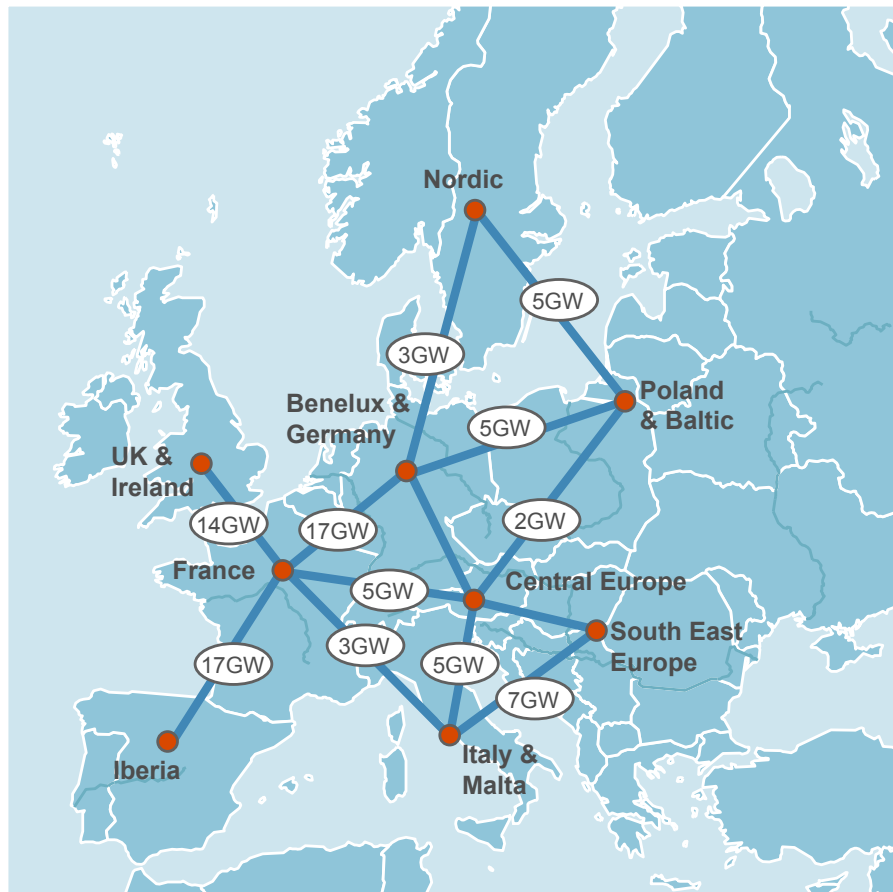 Nordic
5GW
3GW
Poland
& Baltic
Benelux &
Germany
5GW
UK &
Ireland
14GW
17GW
2GW
France
5GW
Central Europe
3GW
5GW
South East
Europe
17GW
7GW
Iberia
Italy &
Malta